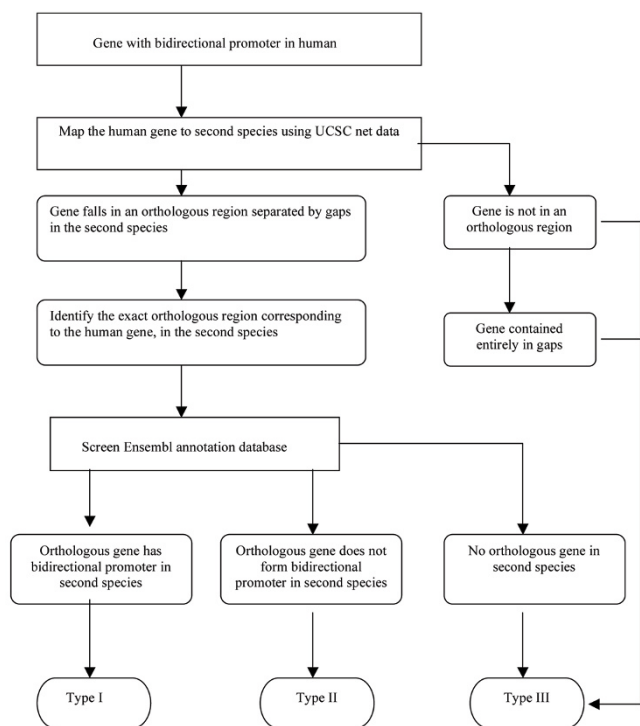 Gene with bidirectional promoter in human
Map the human gene to second species using UCSC net data
Gene falls in an orthologous region separated by gaps
in the second species
Gene is not in an
orthologous region
Identify the exact orthologous region corresponding
to the human gene, in the second species
Gene contained
entirely in gaps
Screen Ensembl annotation database
Orthologous gene has
bidirectional promoter in
second species
Orthologous gene does not
form bidirectional
promoter in second species
No orthologous gene in
second species
Type I
Type II
Type III